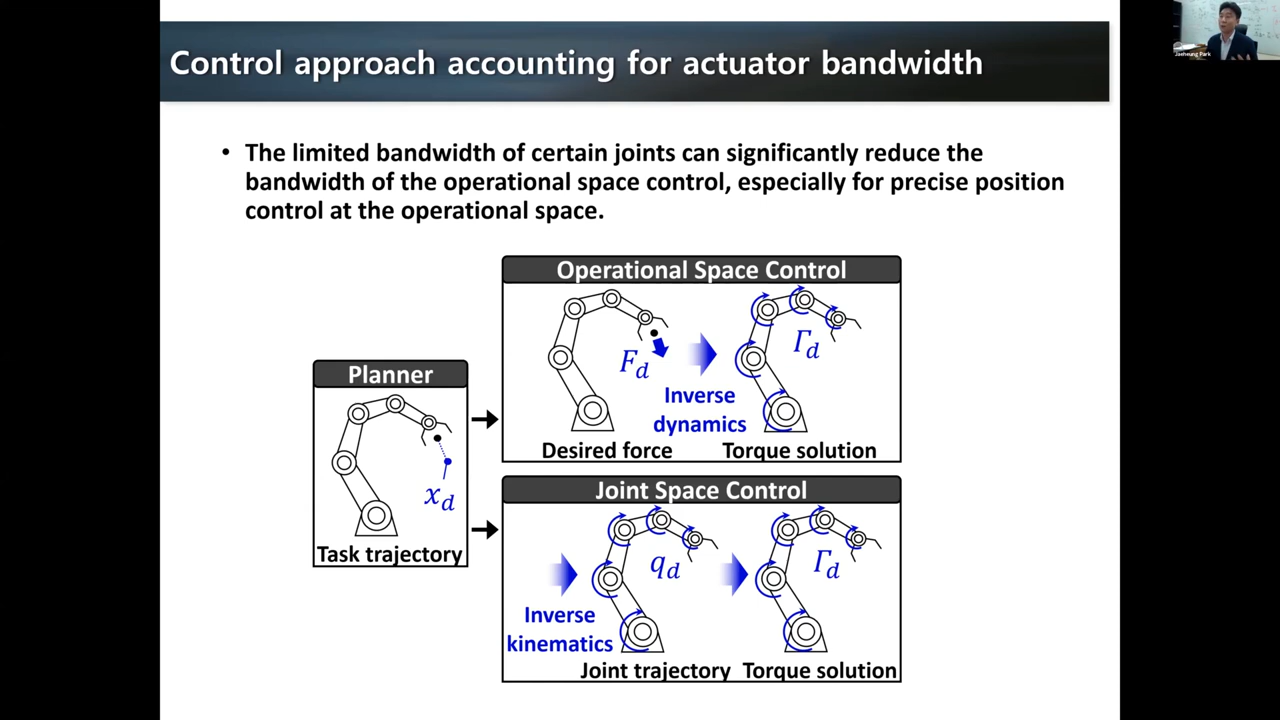 Control approach accounting for actuator bandwidth
Jaeheung Park
• The limited bandwidth of certain joints can significantly reduce the
bandwidth of the operational space control, especially for precise position
control at the operational space.
Planner
x_d
Task trajectory
Operational Space Control
F_d
Γ_d
Inverse
dynamics
Desired force
Torque solution
Joint Space Control
q_d
Γ_d
Inverse
kinematics
Joint trajectory
Torque solution